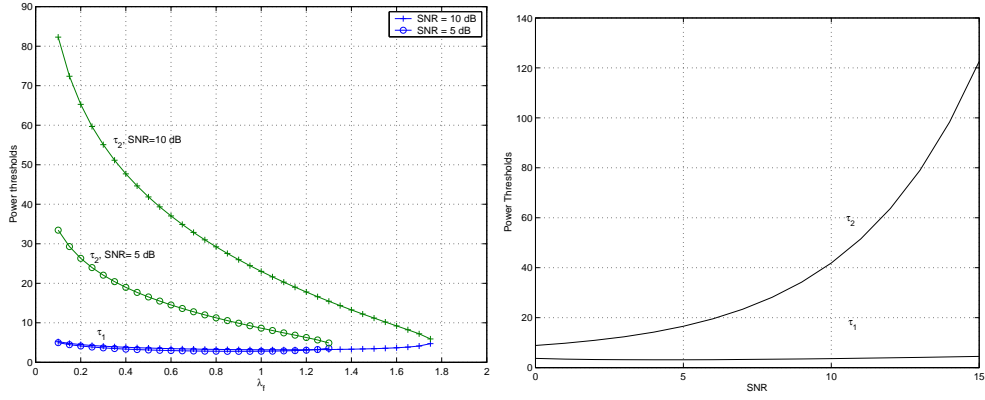 90
80
70
60
50
40
30
20
10
0
Power thresholds
SNR = 10 dB
SNR = 5 dB
τ2, SNR=10 dB
τ2, SNR= 5 dB
τ1
0 0.2 0.4 0.6 0.8 1.0 1.2 1.4 1.6 1.8 2
λf
140
120
100
80
60
40
20
0
Power Thresholds
τ2
τ1
0 5 10 15
SNR